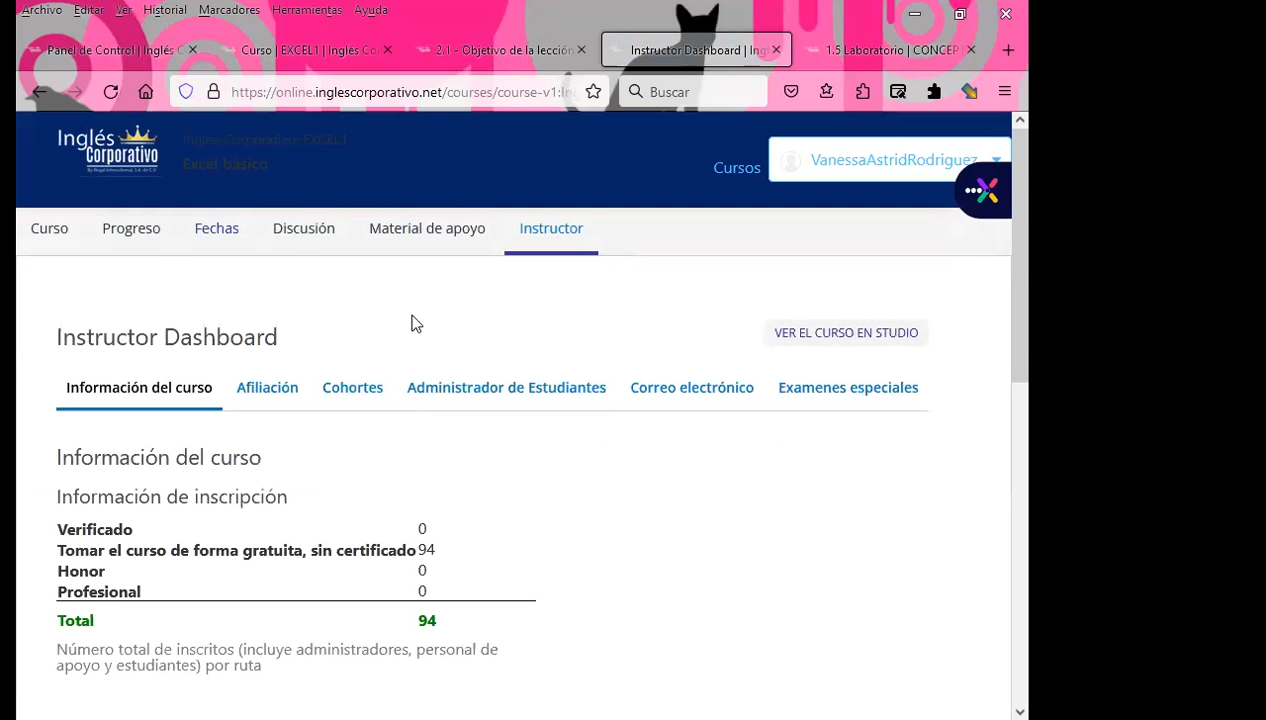 Archivo Editar Ver Historial Marcadores Herramientas Ayuda
Panel de Control | Inglés C
Curso | EXCEL1 | Inglés Co
2.1 - Objetivo de la lección
Instructor Dashboard | Ing
1.5 Laboratorio | CONCEP
https://online.inglescorporativo.net/courses/course-v1:In
Buscar
Inglés
Corporativo
Ingles-Corporativo: EXCEL1
Excel básico
Cursos
VanessaAstridRodriguez
Curso Progreso Fechas Discusión Material de apoyo Instructor
Instructor Dashboard
VER EL CURSO EN STUDIO
Información del curso Afiliación Cohortes Administrador de Estudiantes Correo electrónico Examenes especiales
Información del curso
Información de inscripción
Verificado 0
Tomar el curso de forma gratuita, sin certificado 94
Honor 0
Profesional 0
Total 94
Número total de inscritos (incluye administradores, personal de
apoyo y estudiantes) por ruta